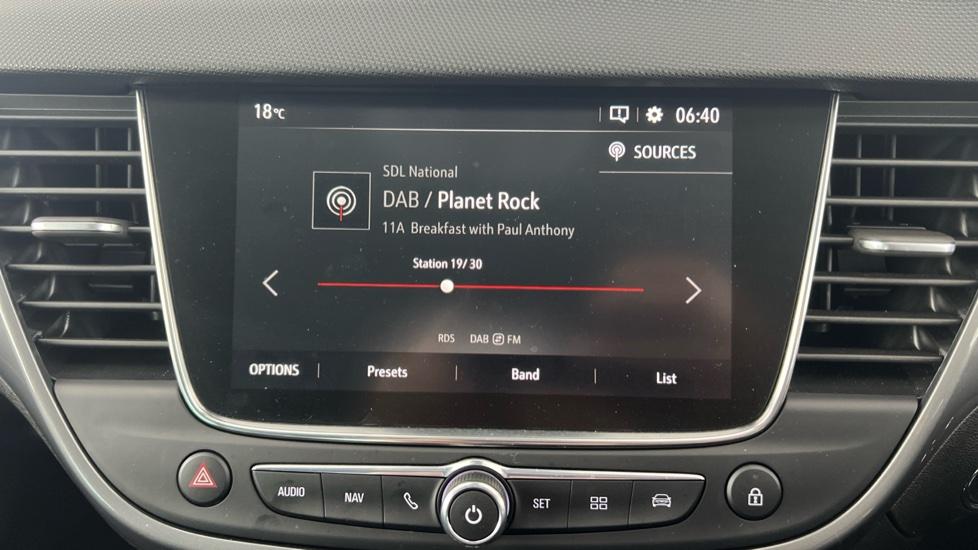 18°C 06:40
SOURCES
SDL National
DAB / Planet Rock
11A Breakfast with Paul Anthony
Station 19/30
RDS DAB FM
OPTIONS Presets Band List
AUDIO NAV SET